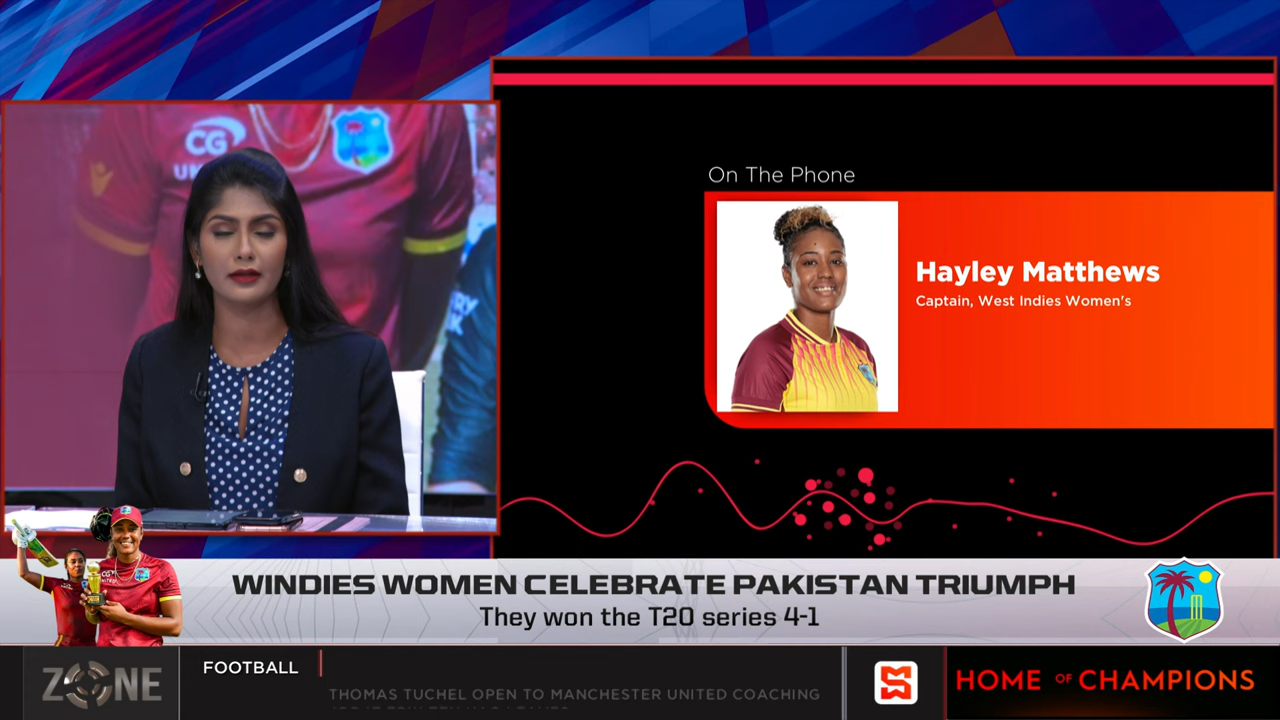 CG
On The Phone
Hayley Matthews
Captain, West Indies Women's
WINDIES WOMEN CELEBRATE PAKISTAN TRIUMPH
They won the T20 series 4-1
ZONE
FOOTBALL
THOMAS TUCHEL OPEN TO MANCHESTER UNITED COACHING
HOME OF CHAMPIONS